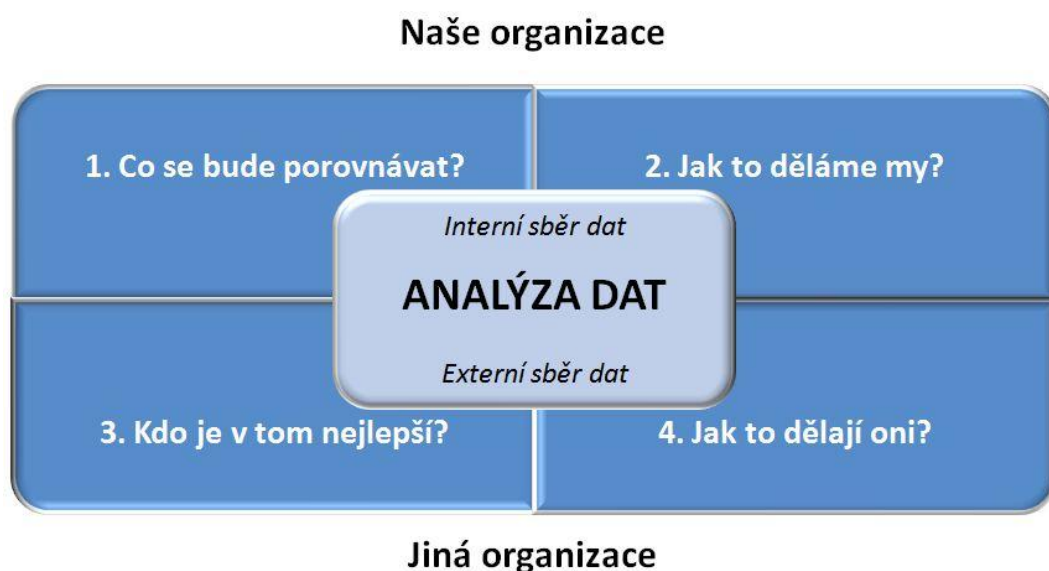 Naše organizace
1. Co se bude porovnávat?
2. Jak to děláme my?
Interní sběr dat
ANALÝZA DAT
Externí sběr dat
3. Kdo je v tom nejlepší?
4. Jak to dělají oni?
Jiná organizace